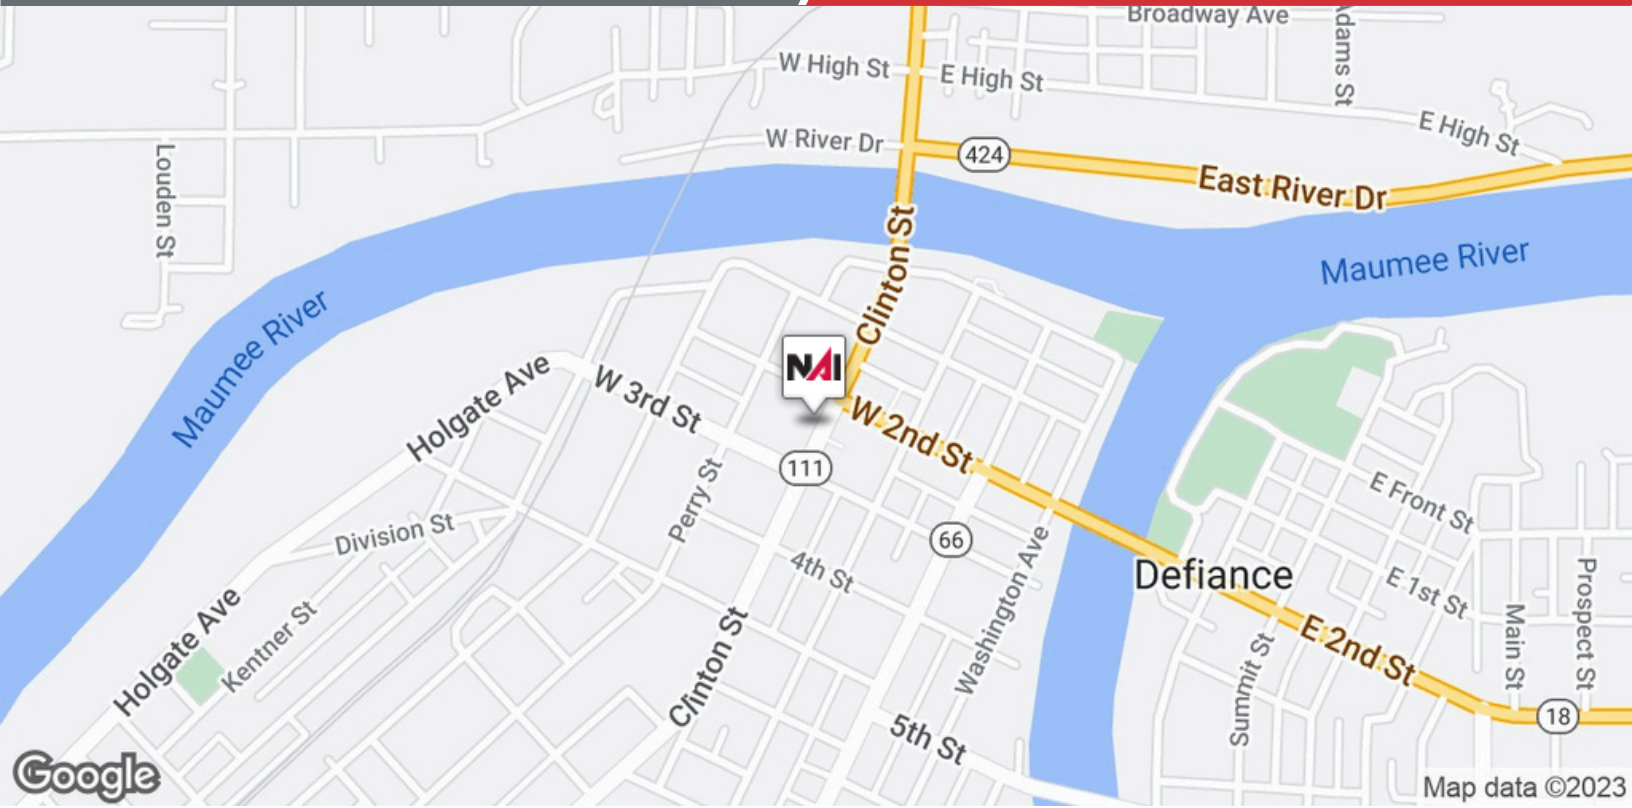 Broadway Ave
Adams St
W High St
E High St
E High St
W River Dr
424
East River Dr
Louden St
Clinton St
Maumee River
Maumee River
NAI
Holgate Ave
W 3rd St
W 2nd St
111
Perry St
66
E Front St
Division St
4th St
Washington Ave
Defiance
E 1st St
Prospect St
Main St
Holgate Ave
Kentner St
Clinton St
Summit St
E 2nd St
5th St
18
Google
Map data ©2023